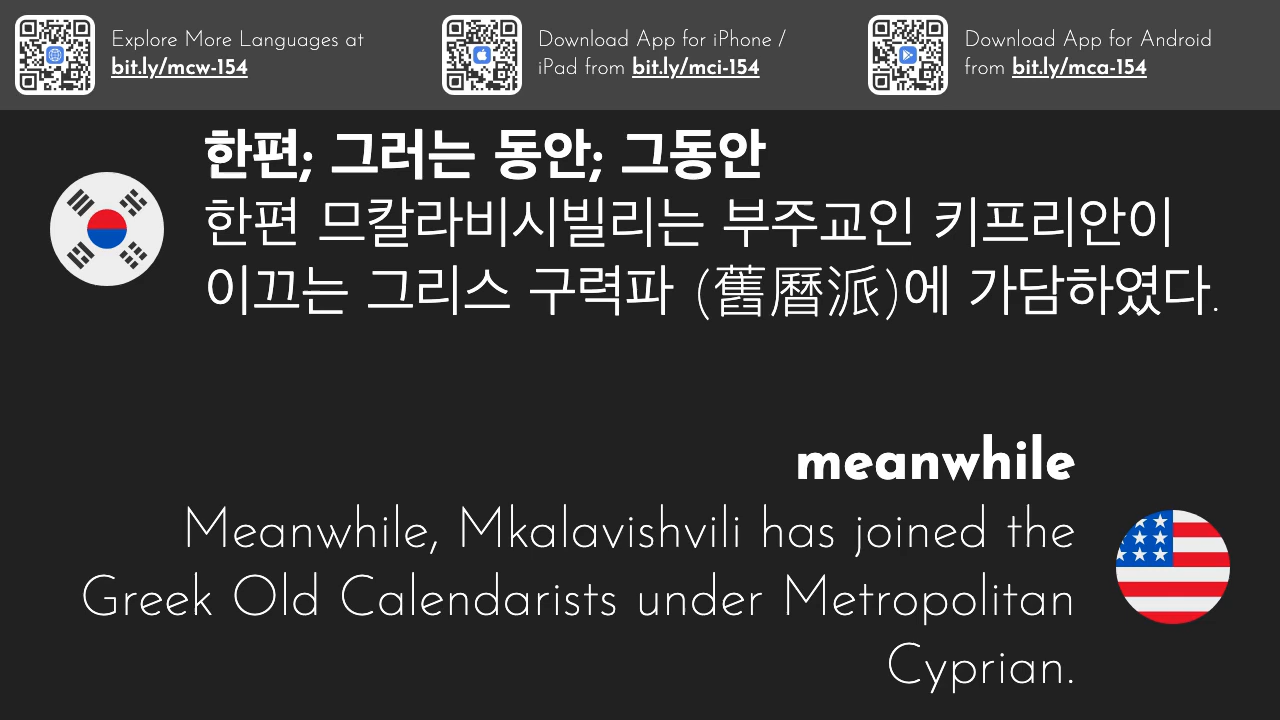 Explore More Languages at
bit.ly/mcw-154
Download App for iPhone /
iPad from bit.ly/mci-154
Download App for Android
from bit.ly/mca-154
한편; 그러는 동안; 그동안
한편 므칼라비시빌리는 부주교인 키프리안이
이끄는 그리스 구력파 (舊曆派)에 가담하였다.
meanwhile
Meanwhile, Mkalavishvili has joined the
Greek Old Calendarists under Metropolitan
Cyprian.